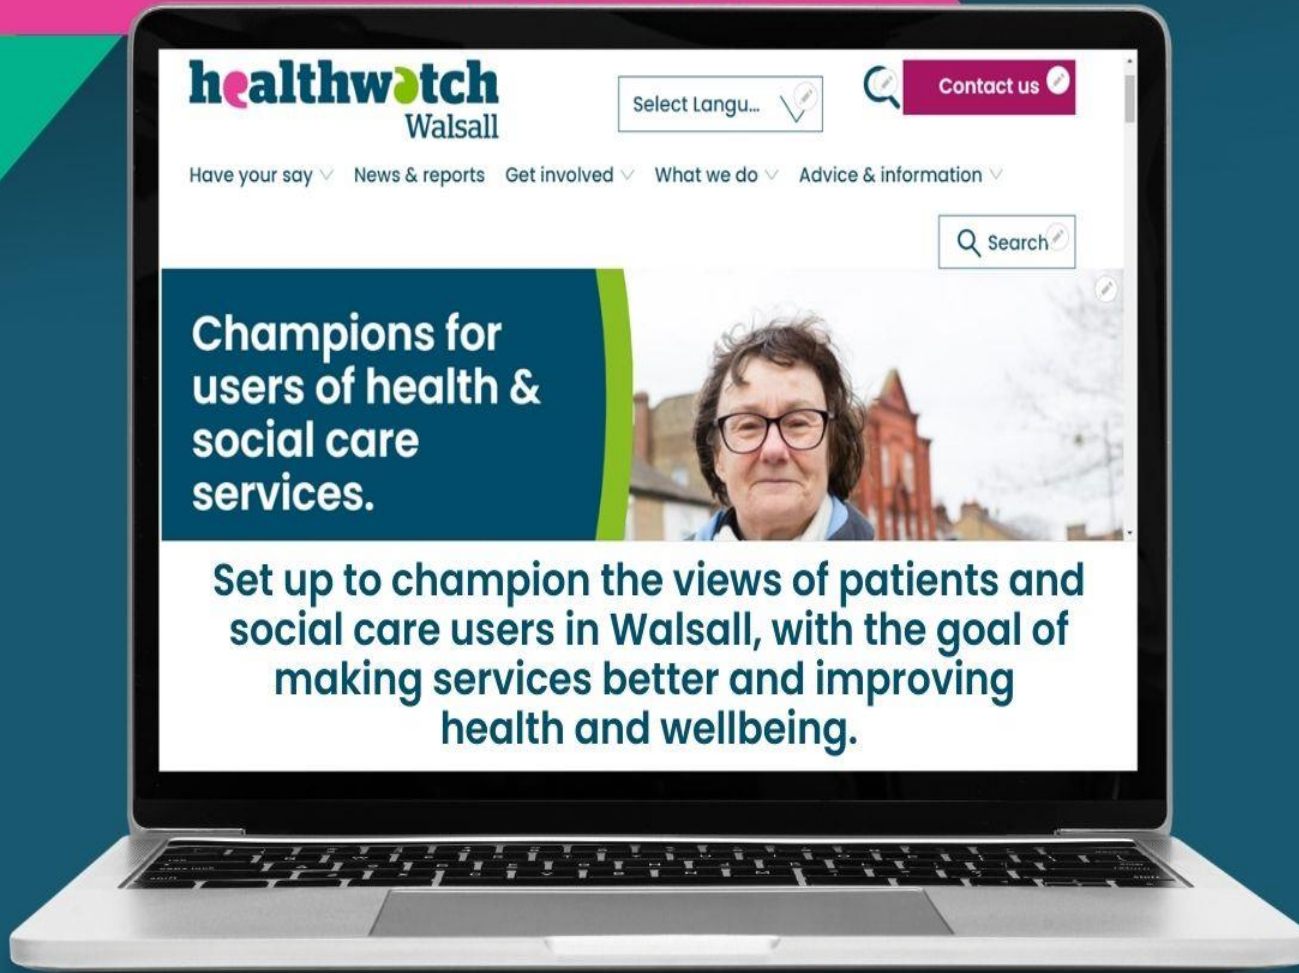 healthwatch
Walsall
Select Langu...
Contact us
Have your say
News & reports
Get involved
What we do
Advice & information
Search
Champions for
users of health &
social care
services.
Set up to champion the views of patients and
social care users in Walsall, with the goal of
making services better and improving
health and wellbeing.